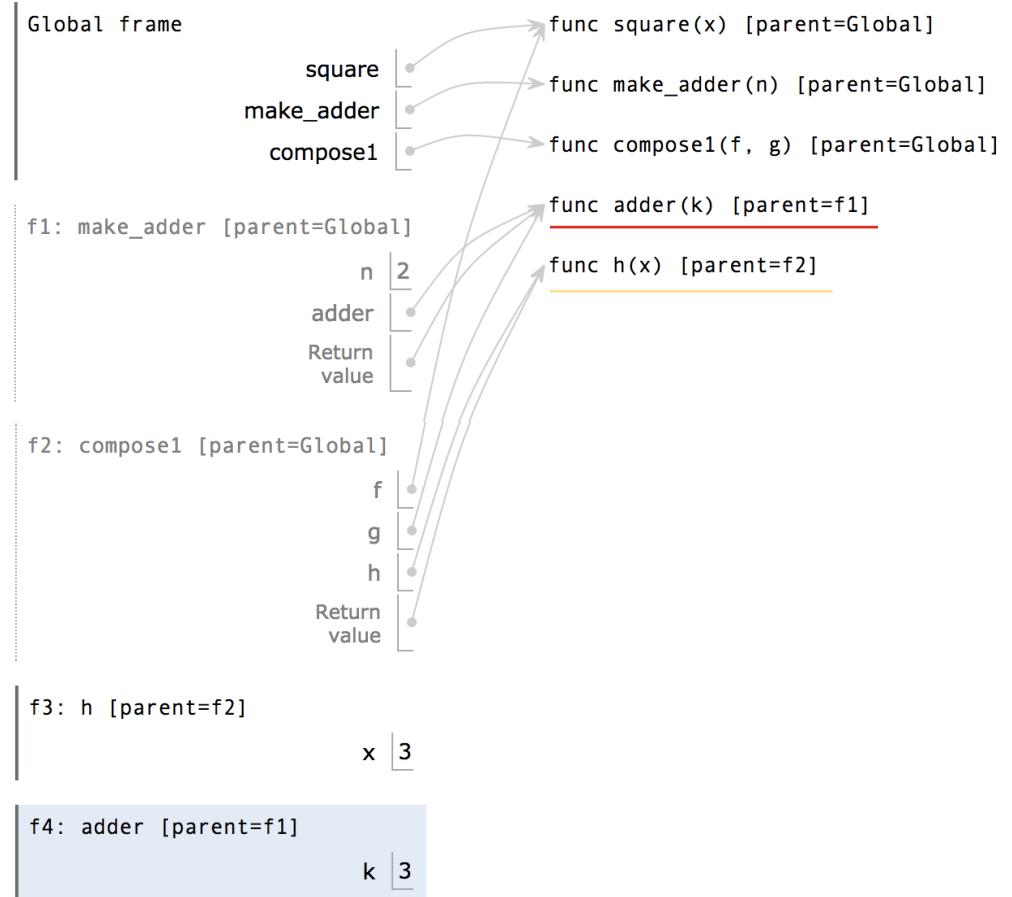 Global frame
square
make_adder
compose1
func square(x) [parent=Global]
func make_adder(n) [parent=Global]
func compose1(f, g) [parent=Global]
func adder(k) [parent=f1]
func h(x) [parent=f2]
f1: make_adder [parent=Global]
n 2
adder
Return
value
f2: compose1 [parent=Global]
f
g
h
Return
value
f3: h [parent=f2]
x 3
f4: adder [parent=f1]
k 3